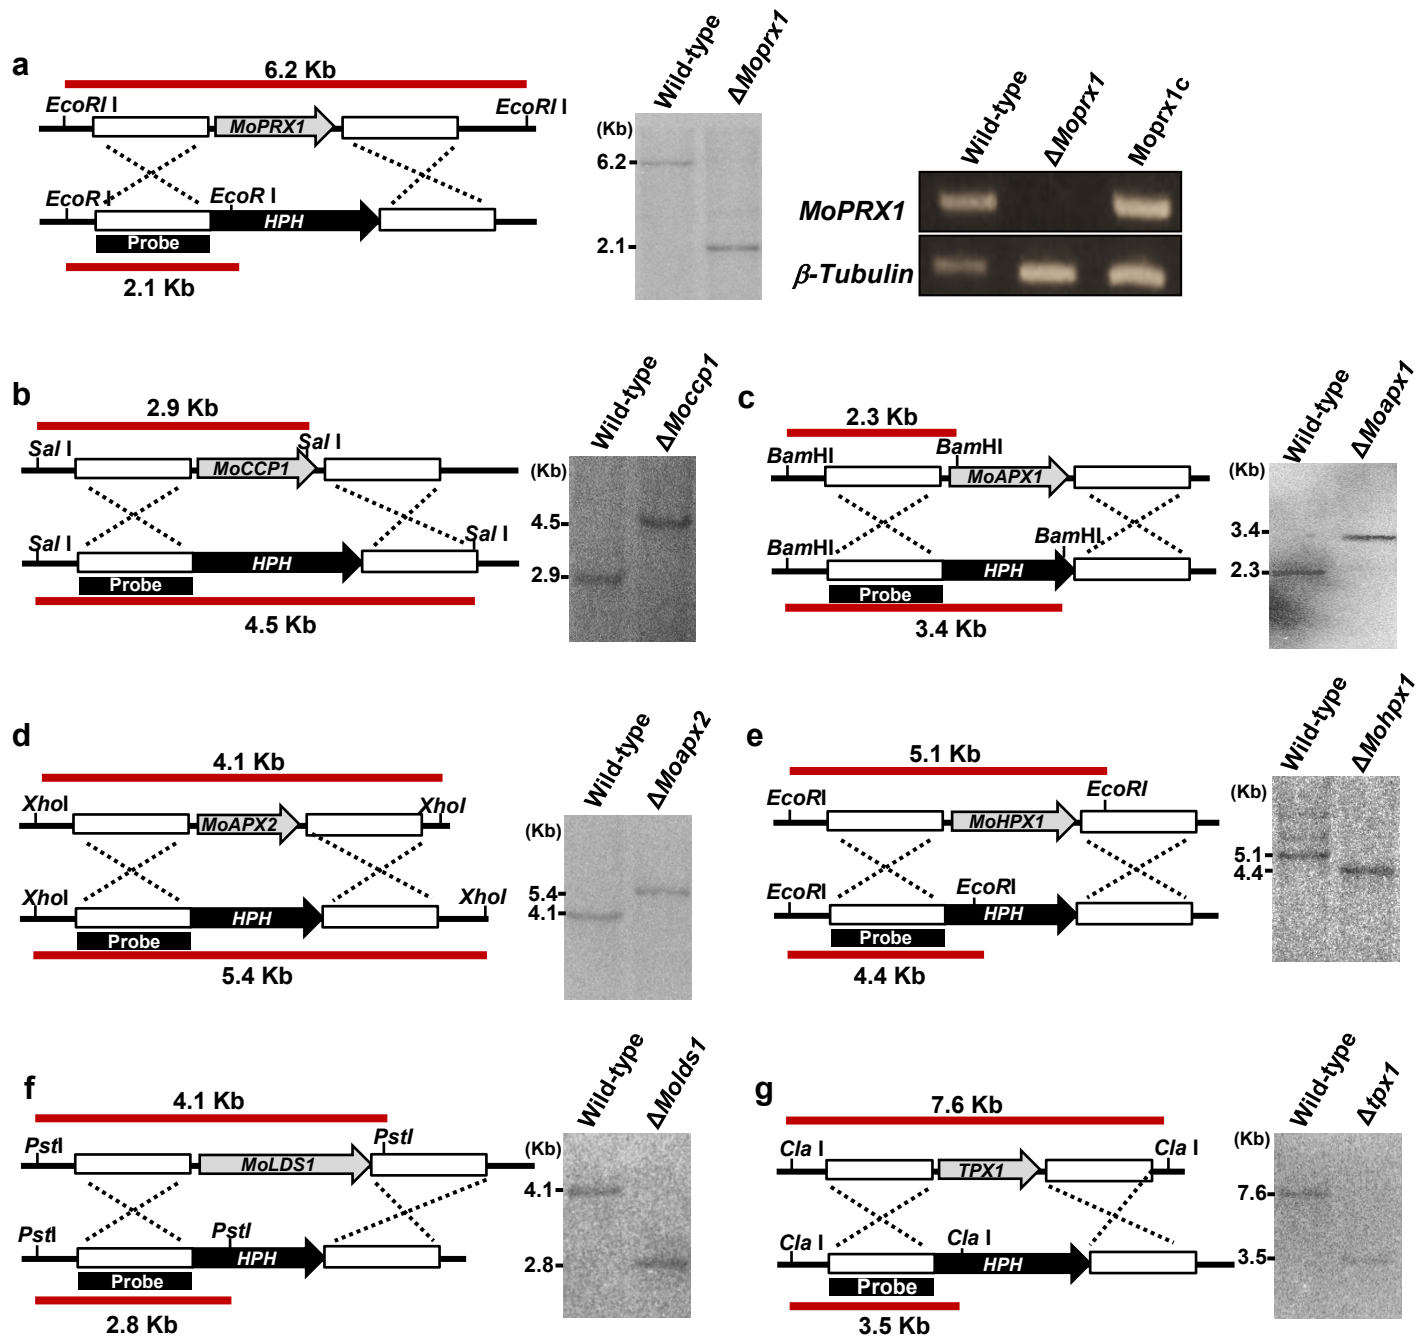 a
6.2 Kb
EcoRI I
EcoRI I
MoPRX1
EcoR I
EcoR I
HPH
Probe
2.1 Kb
Wild-type
ΔMoprx1
(Kb)
6.2
2.1
Wild-type
ΔMoprx1
Moprx1c
MoPRX1
β-Tubulin
b
2.9 Kb
Sal I
Sal I
MoCCP1
Sal I
Sal I
HPH
Probe
4.5 Kb
Wild-type
ΔMoccp1
(Kb)
4.5
2.9
c
2.3 Kb
BamHI
BamHI
MoAPX1
BamHI
BamHI
HPH
Probe
3.4 Kb
Wild-type
ΔMoapx1
(Kb)
3.4
2.3
d
4.1 Kb
XhoI
XhoI
MoAPX2
XhoI
XhoI
HPH
Probe
5.4 Kb
Wild-type
ΔMoapx2
(Kb)
5.4
4.1
e
5.1 Kb
EcoRI
EcoRI
MoHPX1
EcoRI
EcoRI
HPH
Probe
4.4 Kb
Wild-type
ΔMohpx1
(Kb)
5.1
4.4
f
4.1 Kb
PstI
PstI
MoLDS1
PstI
PstI
HPH
Probe
2.8 Kb
Wild-type
ΔMolds1
(Kb)
4.1
2.8
g
7.6 Kb
Cla I
Cla I
TPX1
Cla I
Cla I
HPH
Probe
3.5 Kb
Wild-type
Δtpx1
(Kb)
7.6
3.5